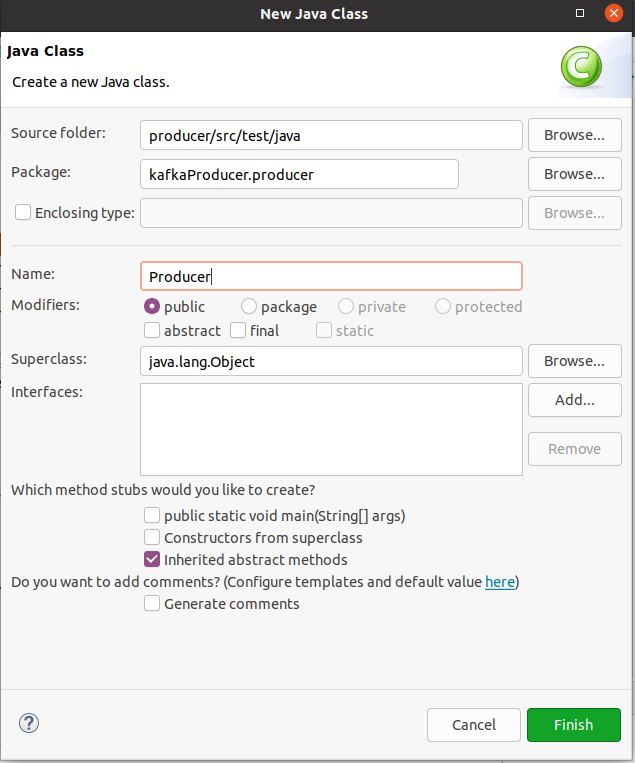 New Java Class
Java Class
Create a new Java class.
Source folder: producer/src/test/java Browse...
Package: kafkaProducer.producer Browse...
Enclosing type: Browse...
Name: Producer
Modifiers: public package private protected
abstract final static
Superclass: java.lang.Object Browse...
Interfaces: Add...
Remove
Which method stubs would you like to create?
public static void main(String[] args)
Constructors from superclass
Inherited abstract methods
Do you want to add comments? (Configure templates and default value here)
Generate comments
? Cancel Finish